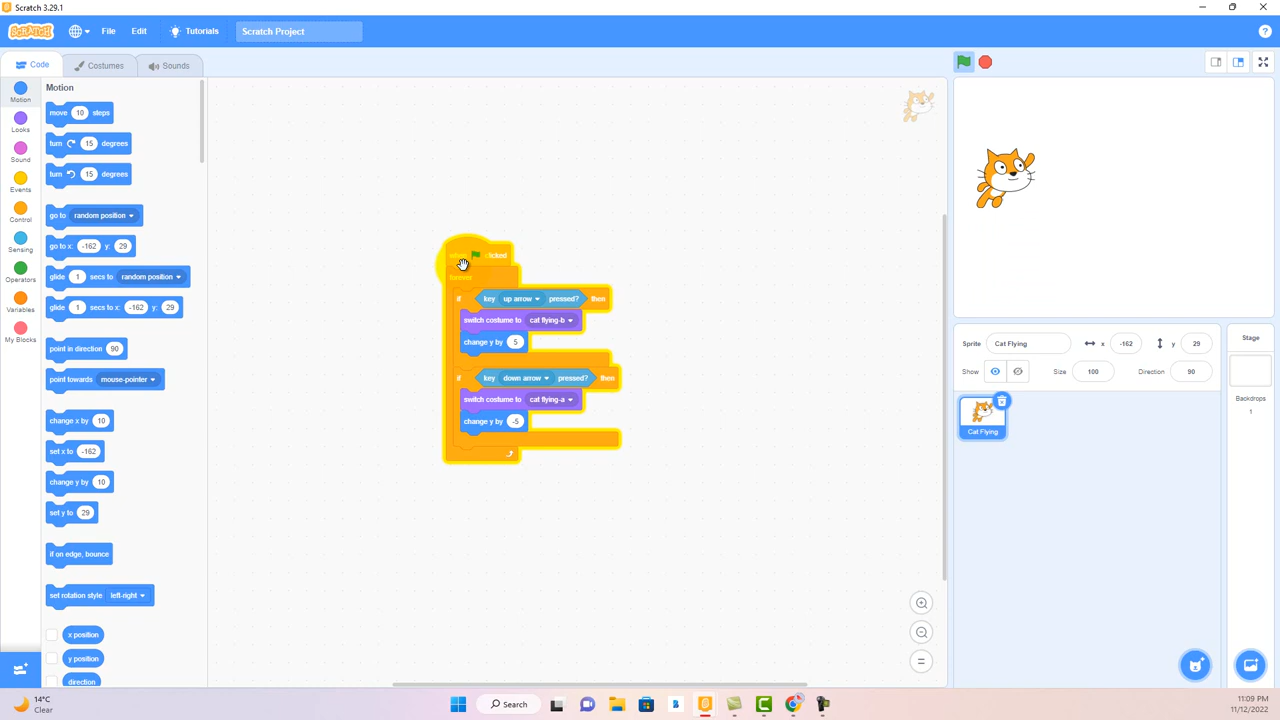 Scratch 3.29.1
SCRATCH File Edit Tutorials Scratch Project
Code Costumes Sounds
Motion
Looks
Sound
Events
Control
Sensing
Operators
Variables
My Blocks
Motion
move 10 steps
turn 15 degrees
turn 15 degrees
go to random position
go to x: -162 y: 29
glide 1 secs to random position
glide 1 secs to x: -162 y: 29
point in direction 90
point towards mouse-pointer
change x by 10
set x to -162
change y by 10
set y to 29
if on edge, bounce
set rotation style left-right
x position
y position
direction
forever
if key up arrow pressed? then
switch costume to cat flying-b
change y by 5
if key down arrow pressed? then
switch costume to cat flying-a
change y by -5
Sprite Cat Flying x -162 y 29
Show Size 100 Direction 90
Cat Flying
Stage
Backdrops
1
14°C
Clear
Search
11:09 PM
11/12/2022